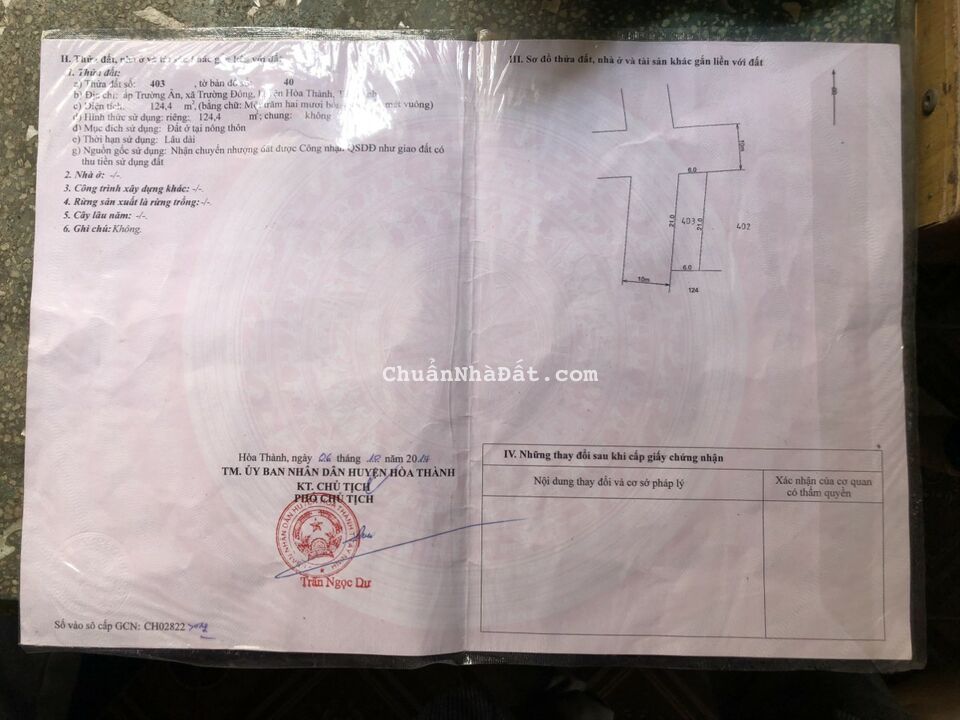 II. Thửa đất, nhà ở và tài sản khác gắn liền với đất
1. Thửa đất:
a) Thửa đất số: 403 , tờ bản đồ số: 40
b) Địa chỉ: ấp Trường Ân, xã Trường Đông, huyện Hòa Thành,
c) Diện tích: 124,4 m², (bằng chữ: Một trăm hai mươi bốn mét vuông)
d) Hình thức sử dụng: riêng: 124,4 m²; chung: không
đ) Mục đích sử dụng: Đất ở tại nông thôn
e) Thời hạn sử dụng: Lâu dài
g) Nguồn gốc sử dụng: Nhận chuyển nhượng đất được Công nhận QSDĐ như giao đất có
thu tiền sử dụng đất
2. Nhà ở: -/-.
3. Công trình xây dựng khác: -/-.
4. Rừng sản xuất là rừng trồng: -/-.
5. Cây lâu năm: -/-.
6. Ghi chú: Không.
Hòa Thành, ngày 06 tháng 12 năm 20
TM. ỦY BAN NHÂN DÂN HUYỆN HÒA THÀNH
KT. CHỦ TỊCH
PHÓ CHỦ TỊCH
Trần Ngọc Dư
Số vào sổ cấp GCN: CH02822
III. Sơ đồ thửa đất, nhà ở và tài sản khác gắn liền với đất
B
10m
6.0
21.0
403
21.0
402
6.0
10m
124
ChuẩnNhàĐất.com
IV. Những thay đổi sau khi cấp giấy chứng nhận
Nội dung thay đổi và cơ sở pháp lý
Xác nhận của cơ quan
có thẩm quyền